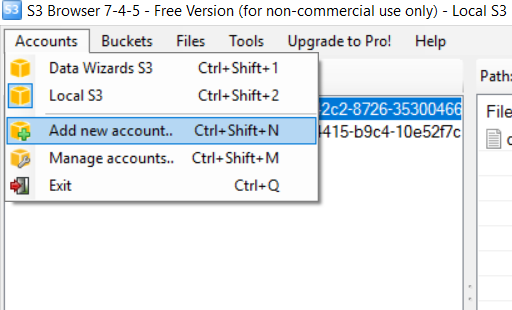 S3 Browser 7-4-5 - Free Version (for non-commercial use only) - Local S3
Accounts Buckets Files Tools Upgrade to Pro! Help
Data Wizards S3 Ctrl+Shift+1
Path:
Local S3 Ctrl+Shift+2
2c2-8726-35300466
File
Add new account.. Ctrl+Shift+N
4415-b9c4-10e52f7c
Manage accounts.. Ctrl+Shift+M
Exit Ctrl+Q